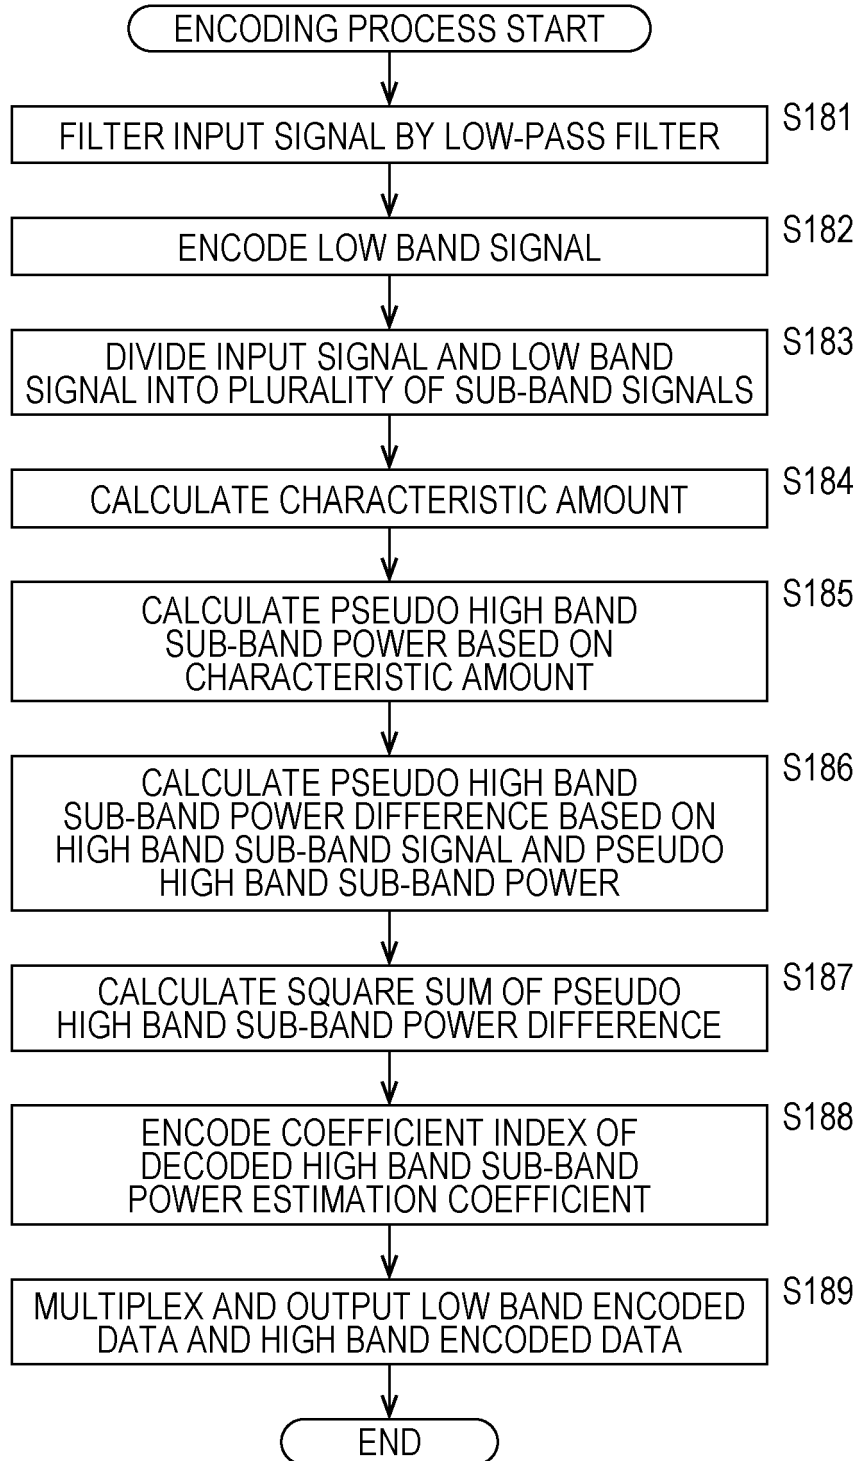 ENCODING PROCESS START
S181
FILTER INPUT SIGNAL BY LOW-PASS FILTER
S182
ENCODE LOW BAND SIGNAL
S183
DIVIDE INPUT SIGNAL AND LOW BAND
SIGNAL INTO PLURALITY OF SUB-BAND SIGNALS
S184
CALCULATE CHARACTERISTIC AMOUNT
S185
CALCULATE PSEUDO HIGH BAND
SUB-BAND POWER BASED ON
CHARACTERISTIC AMOUNT
S186
CALCULATE PSEUDO HIGH BAND
SUB-BAND POWER DIFFERENCE BASED ON
HIGH BAND SUB-BAND SIGNAL AND PSEUDO
HIGH BAND SUB-BAND POWER
S187
CALCULATE SQUARE SUM OF PSEUDO
HIGH BAND SUB-BAND POWER DIFFERENCE
S188
ENCODE COEFFICIENT INDEX OF
DECODED HIGH BAND SUB-BAND
POWER ESTIMATION COEFFICIENT
S189
MULTIPLEX AND OUTPUT LOW BAND ENCODED
DATA AND HIGH BAND ENCODED DATA
END